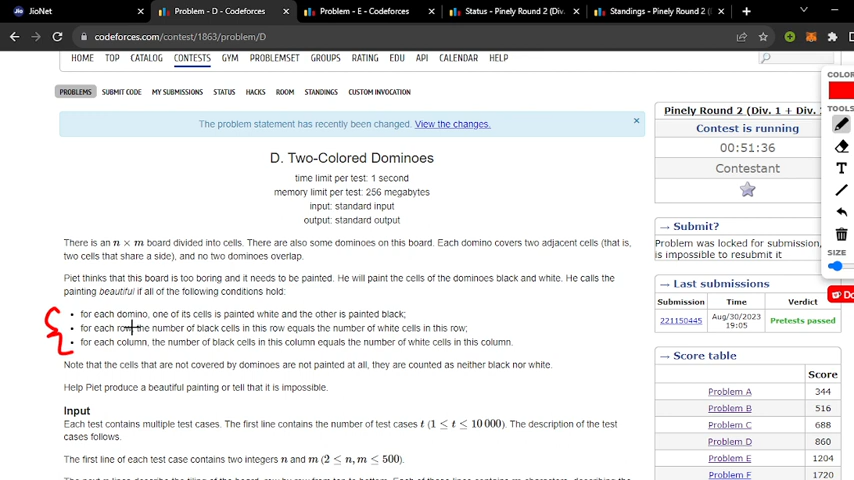 JioNet
Problem - D - Codeforces
Problem - E - Codeforces
Status - Pinely Round 2 (Div.
Standings - Pinely Round 2 (Div.
codeforces.com/contest/1863/problem/D
HOME TOP CATALOG CONTESTS GYM PROBLEMSET GROUPS RATING EDU API CALENDAR HELP
PROBLEMS SUBMIT CODE MY SUBMISSIONS STATUS HACKS ROOM STANDINGS CUSTOM INVOCATION
The problem statement has recently been changed. View the changes.
D. Two-Colored Dominoes
time limit per test: 1 second
memory limit per test: 256 megabytes
input: standard input
output: standard output
There is an n × m board divided into cells. There are also some dominoes on this board. Each domino covers two adjacent cells (that is,
two cells that share a side), and no two dominoes overlap.
Piet thinks that this board is too boring and it needs to be painted. He will paint the cells of the dominoes black and white. He calls the
painting beautiful if all of the following conditions hold:
• for each domino, one of its cells is painted white and the other is painted black;
• for each row, the number of black cells in this row equals the number of white cells in this row;
• for each column, the number of black cells in this column equals the number of white cells in this column.
Note that the cells that are not covered by dominoes are not painted at all, they are counted as neither black nor white.
Help Piet produce a beautiful painting or tell that it is impossible.
Input
Each test contains multiple test cases. The first line contains the number of test cases t (1 ≤ t ≤ 10 000). The description of the test
cases follows.
The first line of each test case contains two integers n and m (2 ≤ n, m ≤ 500).
Pinely Round 2 (Div. 1 + Div.
Contest is running
00:51:36
Contestant
→ Submit?
Problem was locked for submission,
is impossible to resubmit it
→ Last submissions
Submission Time Verdict
221150445 Aug/30/2023 19:05 Pretests passed
→ Score table
Score
Problem A 344
Problem B 516
Problem C 688
Problem D 860
Problem E 1204
Problem F 1720
COLOR
TOOLS
T
SIZE